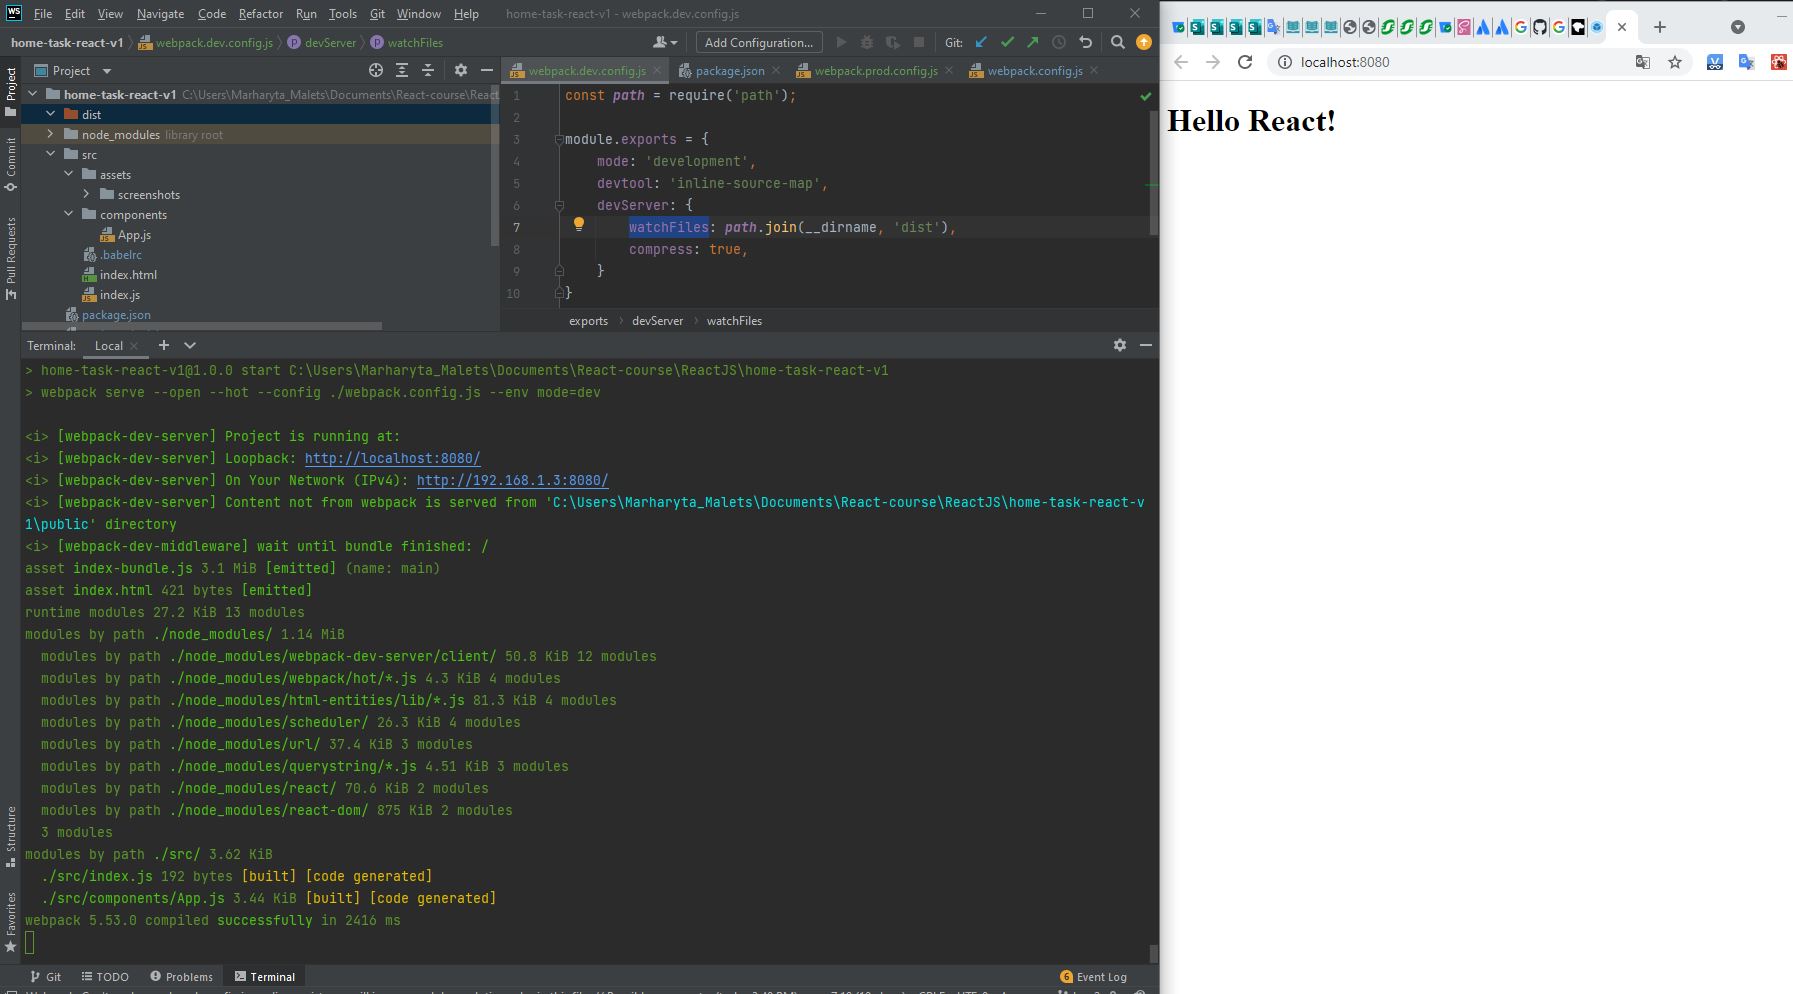 File Edit View Navigate Code Refactor Run Tools Git Window Help home-task-react-v1 - webpack.dev.config.js
home-task-react-v1 webpack.dev.config.js devServer watchFiles Add Configuration... Git:
Project
webpack.dev.config.js package.json webpack.prod.config.js webpack.config.js
localhost:8080
Hello React!
Project
Commit
Pull Requests
Structure
Favorites
home-task-react-v1 C:\Users\Marharyta_Malets\Documents\React-course\React
dist
node_modules library root
src
assets
screenshots
components
App.js
.babelrc
index.html
index.js
package.json
1 const path = require('path');
2
3 module.exports = {
4 mode: 'development',
5 devtool: 'inline-source-map',
6 devServer: {
7 watchFiles: path.join(__dirname, 'dist'),
8 compress: true,
9 }
10 }
exports devServer watchFiles
Terminal: Local
> home-task-react-v1@1.0.0 start C:\Users\Marharyta_Malets\Documents\React-course\ReactJS\home-task-react-v1
> webpack serve --open --hot --config ./webpack.config.js --env mode=dev
<i> [webpack-dev-server] Project is running at:
<i> [webpack-dev-server] Loopback: http://localhost:8080/
<i> [webpack-dev-server] On Your Network (IPv4): http://192.168.1.3:8080/
<i> [webpack-dev-server] Content not from webpack is served from 'C:\Users\Marharyta_Malets\Documents\React-course\ReactJS\home-task-react-v
1\public' directory
<i> [webpack-dev-middleware] wait until bundle finished: /
asset index-bundle.js 3.1 MiB [emitted] (name: main)
asset index.html 421 bytes [emitted]
runtime modules 27.2 KiB 13 modules
modules by path ./node_modules/ 1.14 MiB
modules by path ./node_modules/webpack-dev-server/client/ 50.8 KiB 12 modules
modules by path ./node_modules/webpack/hot/*.js 4.3 KiB 4 modules
modules by path ./node_modules/html-entities/lib/*.js 81.3 KiB 4 modules
modules by path ./node_modules/scheduler/ 26.3 KiB 4 modules
modules by path ./node_modules/url/ 37.4 KiB 3 modules
modules by path ./node_modules/querystring/*.js 4.51 KiB 3 modules
modules by path ./node_modules/react/ 70.6 KiB 2 modules
modules by path ./node_modules/react-dom/ 875 KiB 2 modules
3 modules
modules by path ./src/ 3.62 KiB
./src/index.js 192 bytes [built] [code generated]
./src/components/App.js 3.44 KiB [built] [code generated]
webpack 5.53.0 compiled successfully in 2416 ms
Git TODO Problems Terminal 6 Event Log